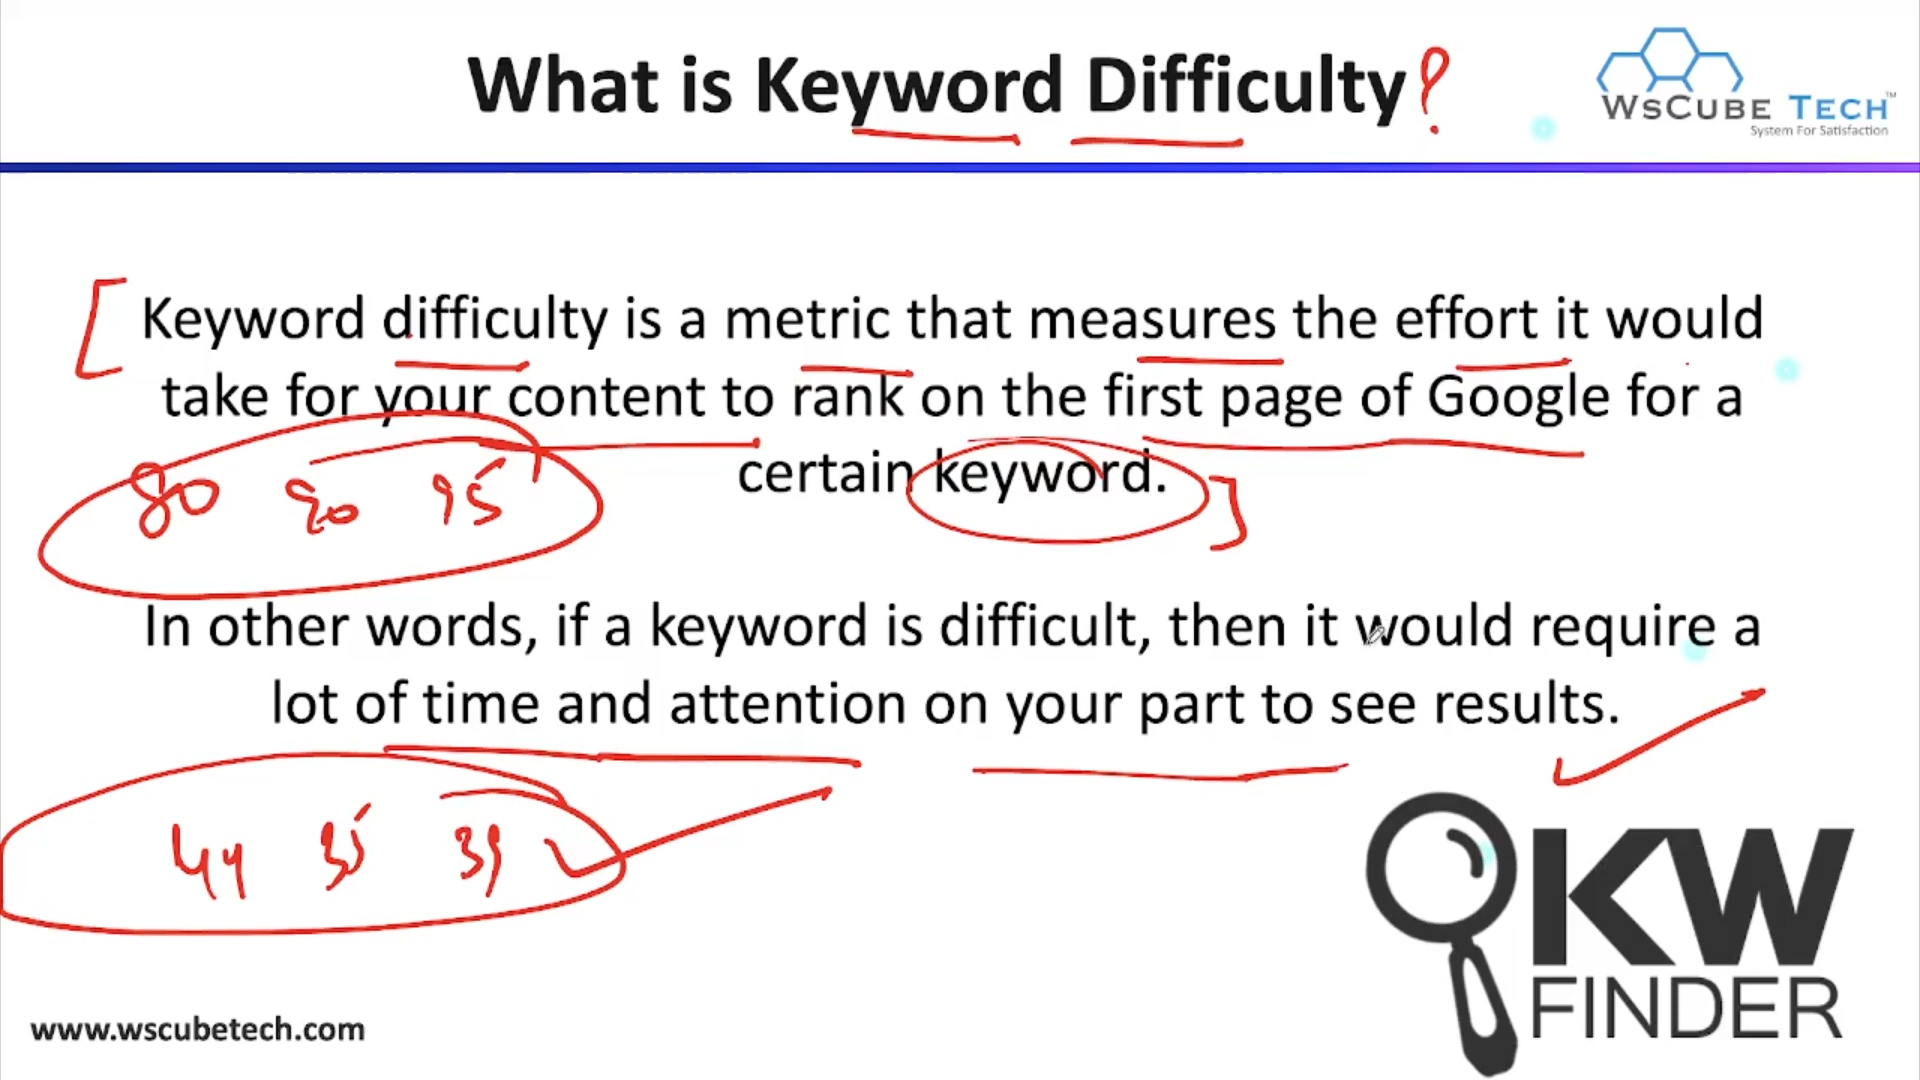 What is Keyword Difficulty?
WsCube Tech™
System For Satisfaction
Keyword difficulty is a metric that measures the effort it would
take for your content to rank on the first page of Google for a
certain keyword.
80 90 95
In other words, if a keyword is difficult, then it would require a
lot of time and attention on your part to see results.
44 35 39
KW
FINDER
www.wscubetech.com